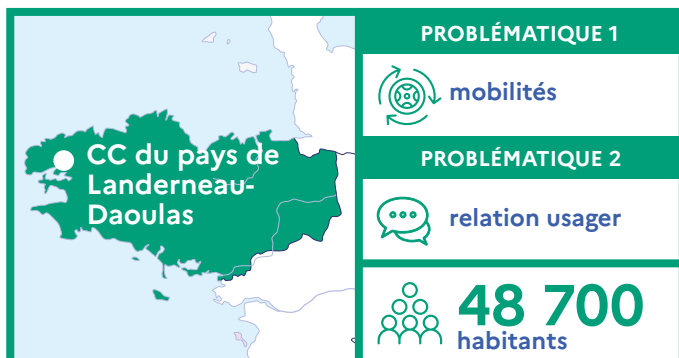 CC du pays de
Landerneau-
Daoulas
PROBLÉMATIQUE 1
mobilités
PROBLÉMATIQUE 2
relation usager
48 700
habitants